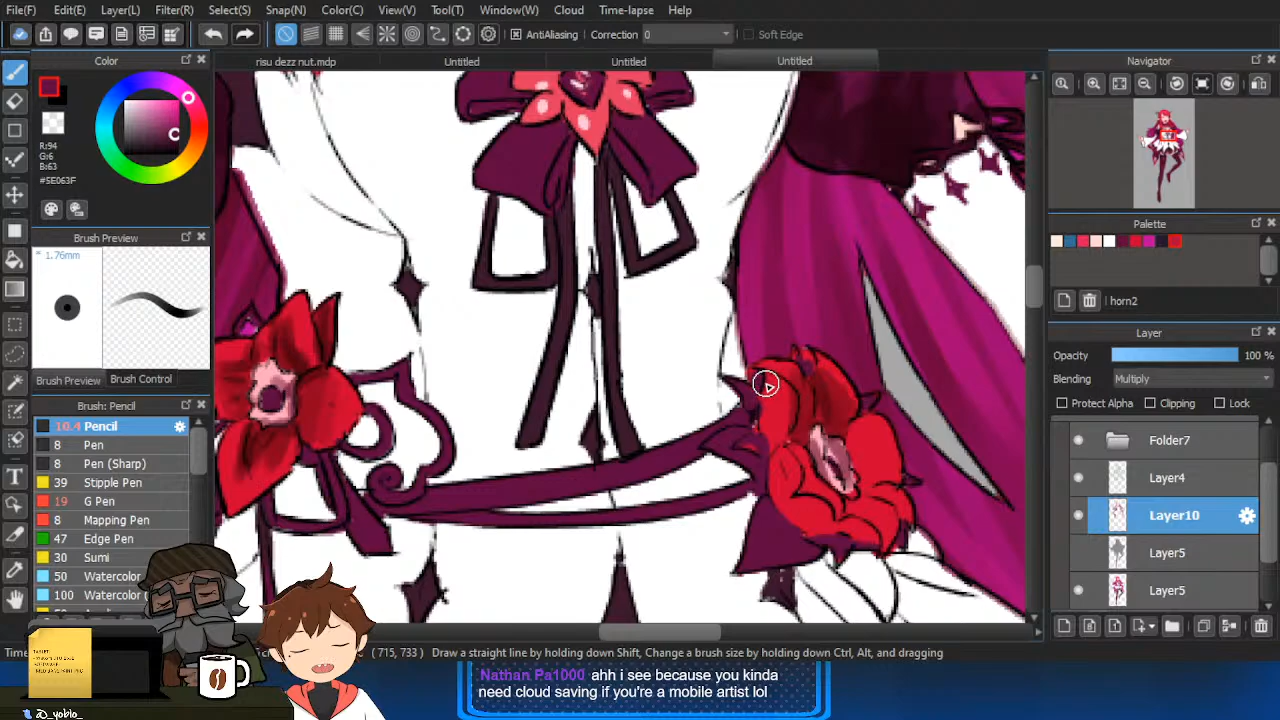 File(F) Edit(E) Layer(L) Filter(R) Select(S) Snap(N) Color(C) View(V) Tool(T) Window(W) Cloud Time-lapse Help
AntiAliasing Correction 0 Soft Edge
Color
risu dezz nut.mdp Untitled Untitled Untitled
Navigator
R:94
G:6
B:63
#5E063F
Brush Preview
1.76mm
Brush Preview Brush Control
Brush: Pencil
10.4 Pencil
8 Pen
8 Pen (Sharp)
39 Stipple Pen
19 G Pen
8 Mapping Pen
47 Edge Pen
30 Sumi
50 Watercolor
100 Watercolor
Palette
horn2
Layer
Opacity 100 %
Blending Multiply
Protect Alpha Clipping Lock
Folder7
Layer4
Layer10
Layer5
Layer5
( 715, 733 ) Draw a straight line by holding down Shift, Change a brush size by holding down Ctrl, Alt, and dragging
Nathan Pa1000 ahh i see because you kinda
need cloud saving if you're a mobile artist lol